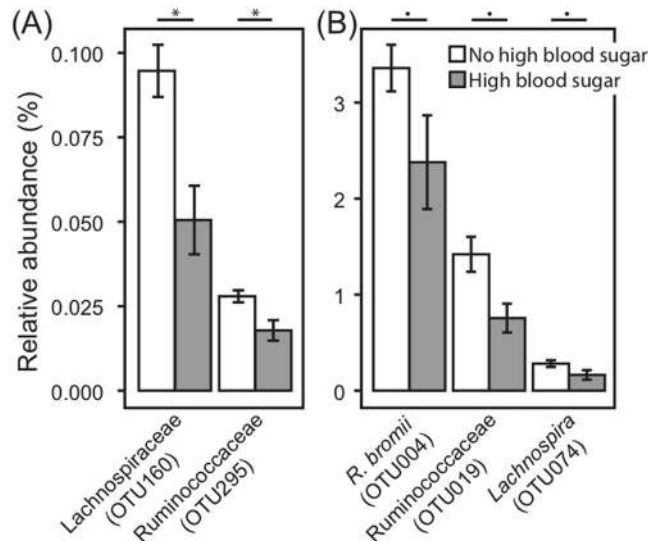 (A)
*
*
(B)
•
•
•
No high blood sugar
High blood sugar
Relative abundance (%)
0.100
0.075
0.050
0.025
0.000
3
2
1
0
Lachnospiraceae
(OTU160)
Ruminococcaceae
(OTU295)
R. bromii
(OTU004)
Ruminococcaceae
(OTU019)
Lachnospira
(OTU074)